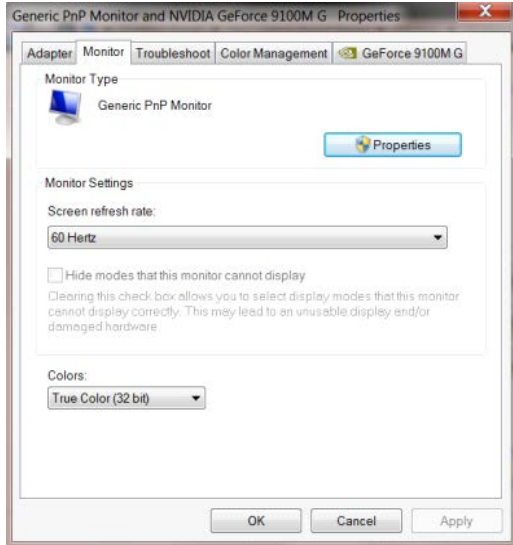 Generic PnP Monitor and NVIDIA GeForce 9100M G Properties
Adapter Monitor Troubleshoot Color Management GeForce 9100M G
Monitor Type
Generic PnP Monitor
Properties
Monitor Settings
Screen refresh rate:
60 Hertz
Hide modes that this monitor cannot display
Clearing this check box allows you to select display modes that this monitor
cannot display correctly. This may lead to an unusable display and/or
damaged hardware.
Colors:
True Color (32 bit)
OK Cancel Apply